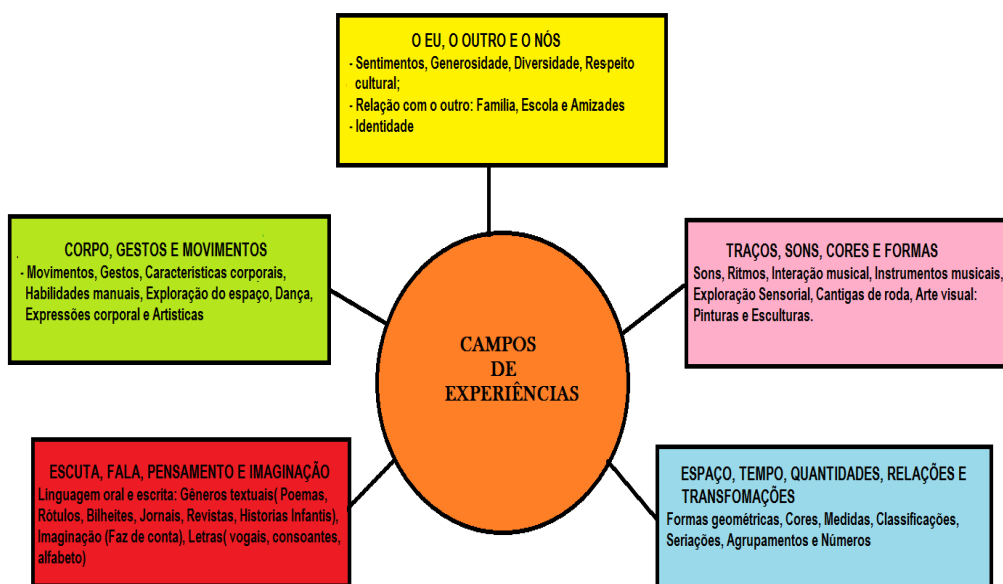 O EU, O OUTRO E O NÓS
- Sentimentos, Generosidade, Diversidade, Respeito
cultural;
- Relação com o outro: Família, Escola e Amizades
- Identidade
CORPO, GESTOS E MOVIMENTOS
- Movimentos, Gestos, Características corporais,
Habilidades manuais, Exploração do espaço, Dança,
Expressões corporal e Artísticas
TRAÇOS, SONS, CORES E FORMAS
Sons, Ritmos, Interação musical, Instrumentos musicais,
Exploração Sensorial, Cantigas de roda, Arte visual:
Pinturas e Esculturas.
CAMPOS
DE
EXPERIÊNCIAS
ESCUTA, FALA, PENSAMENTO E IMAGINAÇÃO
Linguagem oral e escrita: Gêneros textuais( Poemas,
Rótulos, Bilheites, Jornais, Revistas, Historias Infantis),
Imaginação (Faz de conta), Letras( vogais, consoantes,
alfabeto)
ESPAÇO, TEMPO, QUANTIDADES, RELAÇÕES E
TRANSFOMAÇÕES
Formas geométricas, Cores, Medidas, Classificações,
Seriações, Agrupamentos e Números